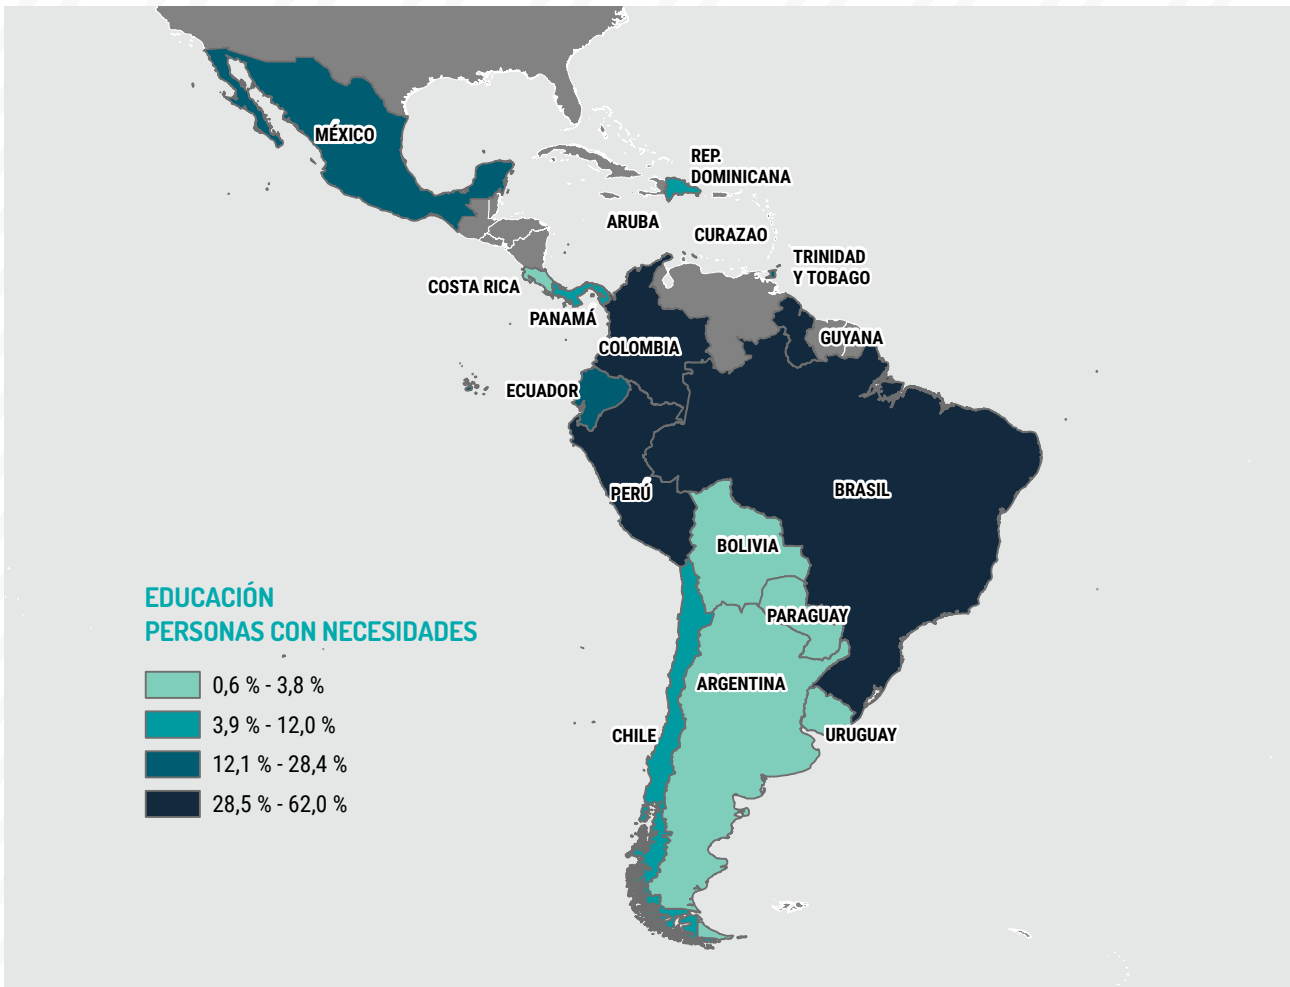 MÉXICO
REP.
DOMINICANA
ARUBA
CURAZAO
TRINIDAD
Y TOBAGO
COSTA RICA
PANAMÁ
GUYANA
COLOMBIA
ECUADOR
PERÚ
BRASIL
BOLIVIA
PARAGUAY
ARGENTINA
CHILE
URUGUAY
EDUCACIÓN
PERSONAS CON NECESIDADES
0,6 % - 3,8 %
3,9 % - 12,0 %
12,1 % - 28,4 %
28,5 % - 62,0 %